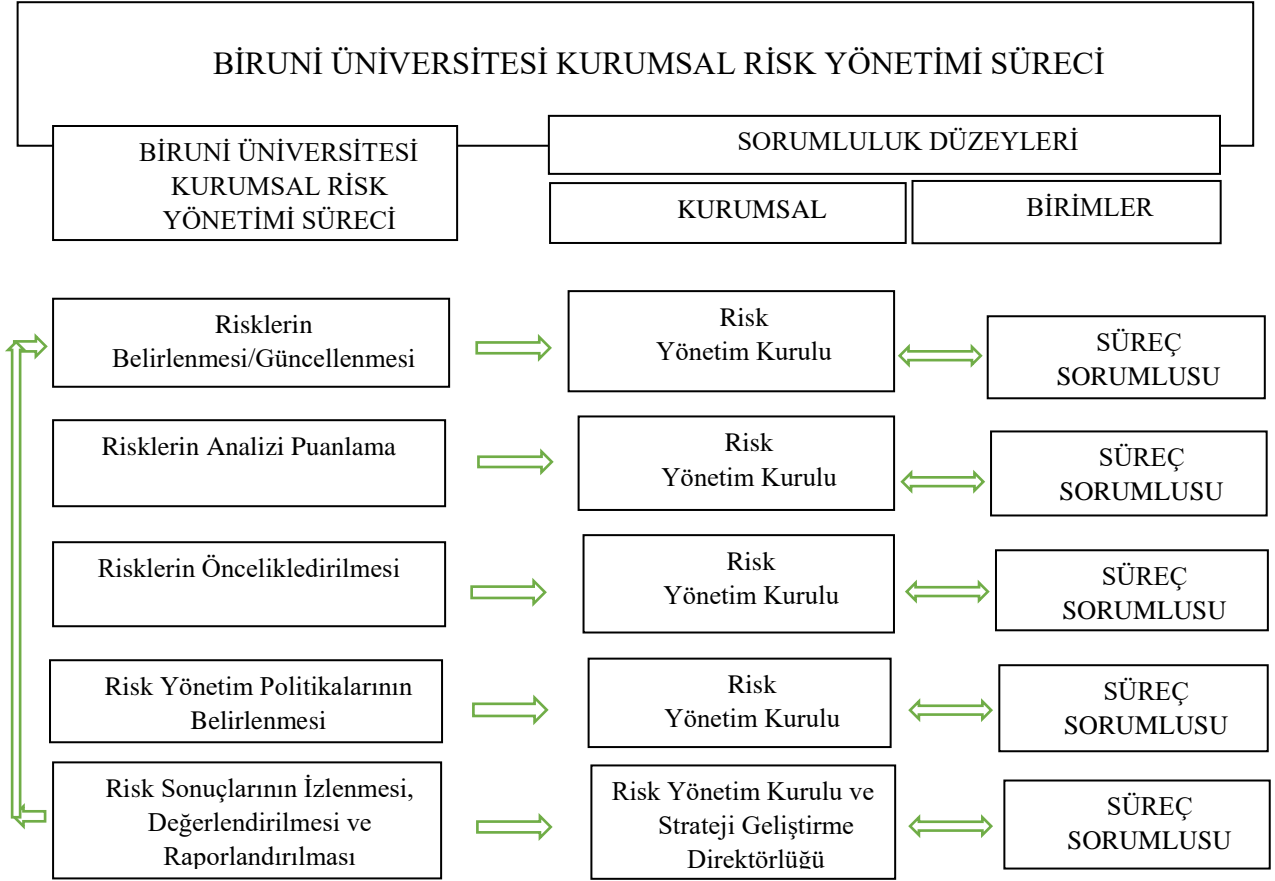 BİRUNİ ÜNİVERSİTESİ KURUMSAL RİSK YÖNETİMİ SÜRECİ
BİRUNİ ÜNİVERSİTESİ
KURUMSAL RİSK
YÖNETİMİ SÜRECİ
SORUMLULUK DÜZEYLERİ
KURUMSAL
BİRİMLER
Risklerin
Belirlenmesi/Güncellenmesi
Risk
Yönetim Kurulu
SÜREÇ
SORUMLUSU
Risklerin Analizi Puanlama
Risk
Yönetim Kurulu
SÜREÇ
SORUMLUSU
Risklerin Öncelikledirilmesi
Risk
Yönetim Kurulu
SÜREÇ
SORUMLUSU
Risk Yönetim Politikalarının
Belirlenmesi
Risk
Yönetim Kurulu
SÜREÇ
SORUMLUSU
Risk Sonuçlarının İzlenmesi,
Değerlendirilmesi ve
Raporlandırılması
Risk Yönetim Kurulu ve
Strateji Geliştirme
Direktörlüğü
SÜREÇ
SORUMLUSU